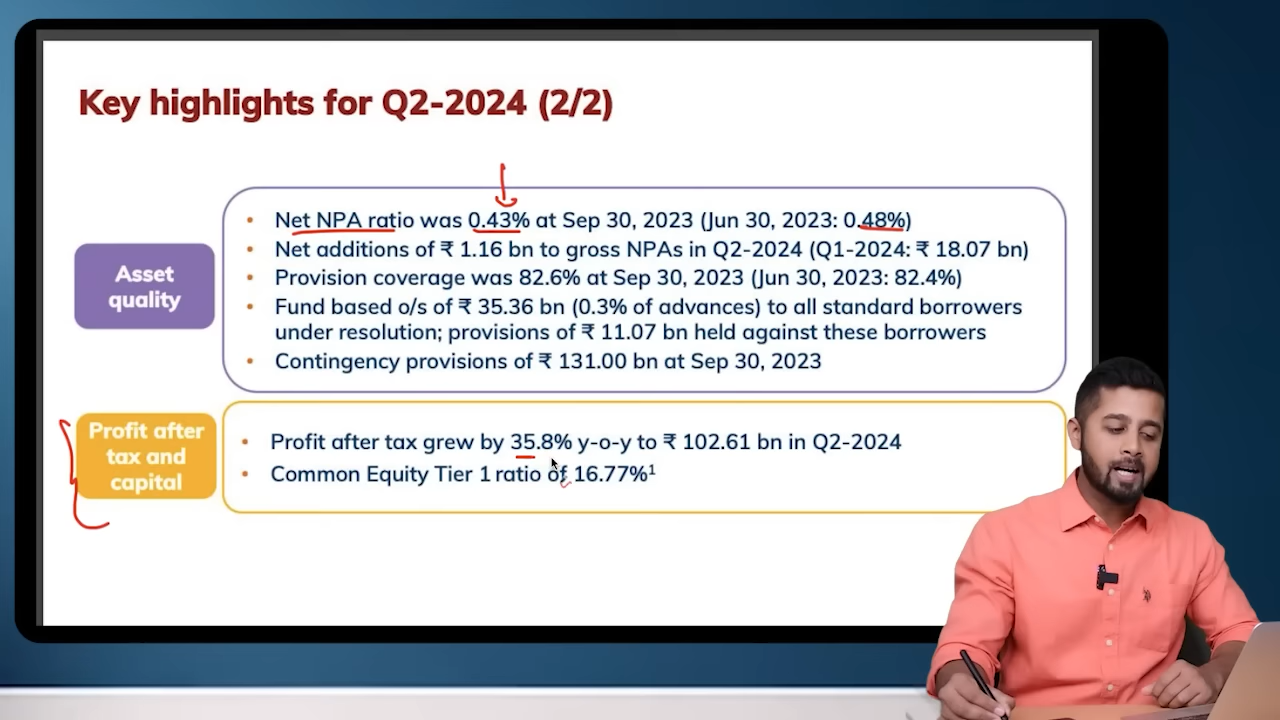 Key highlights for Q2-2024 (2/2)
Asset
quality
• Net NPA ratio was 0.43% at Sep 30, 2023 (Jun 30, 2023: 0.48%)
• Net additions of ₹ 1.16 bn to gross NPAs in Q2-2024 (Q1-2024: ₹ 18.07 bn)
• Provision coverage was 82.6% at Sep 30, 2023 (Jun 30, 2023: 82.4%)
• Fund based o/s of ₹ 35.36 bn (0.3% of advances) to all standard borrowers
under resolution; provisions of ₹ 11.07 bn held against these borrowers
• Contingency provisions of ₹ 131.00 bn at Sep 30, 2023
Profit after
tax and
capital
• Profit after tax grew by 35.8% y-o-y to ₹ 102.61 bn in Q2-2024
• Common Equity Tier 1 ratio of 16.77%¹